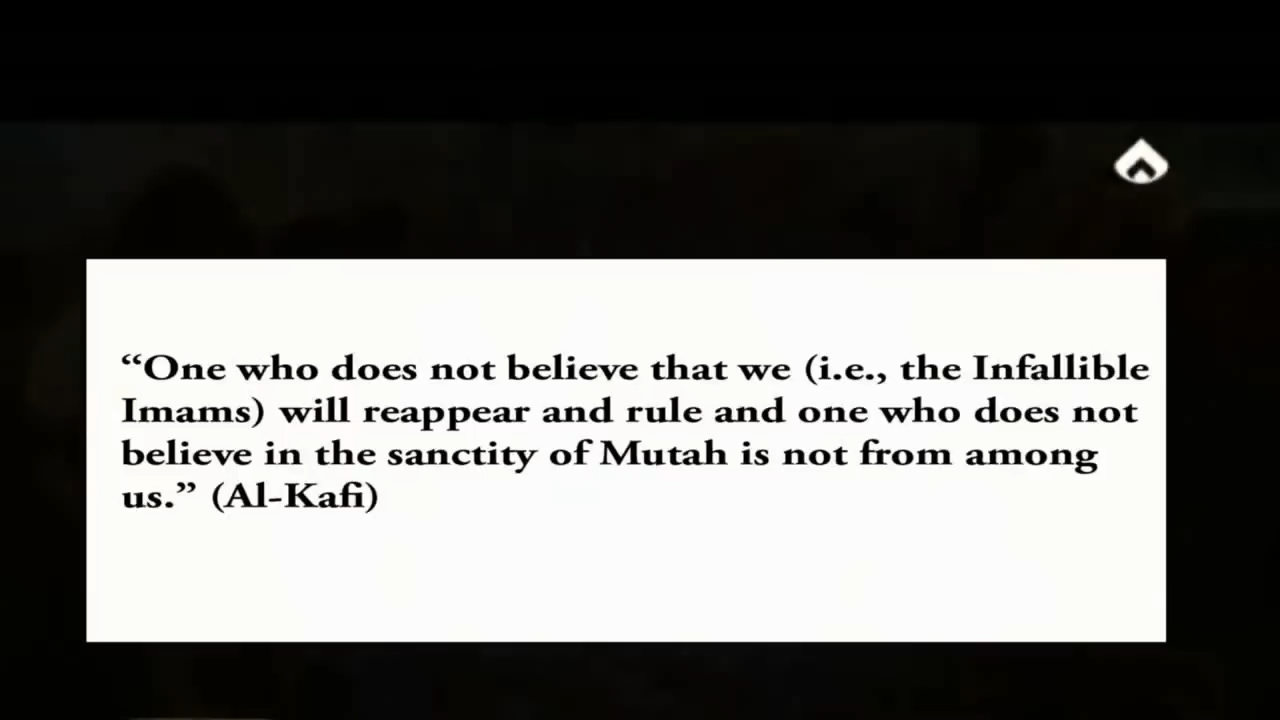 “One who does not believe that we (i.e., the Infallible
Imams) will reappear and rule and one who does not
believe in the sanctity of Mutah is not from among
us.” (Al-Kafi)